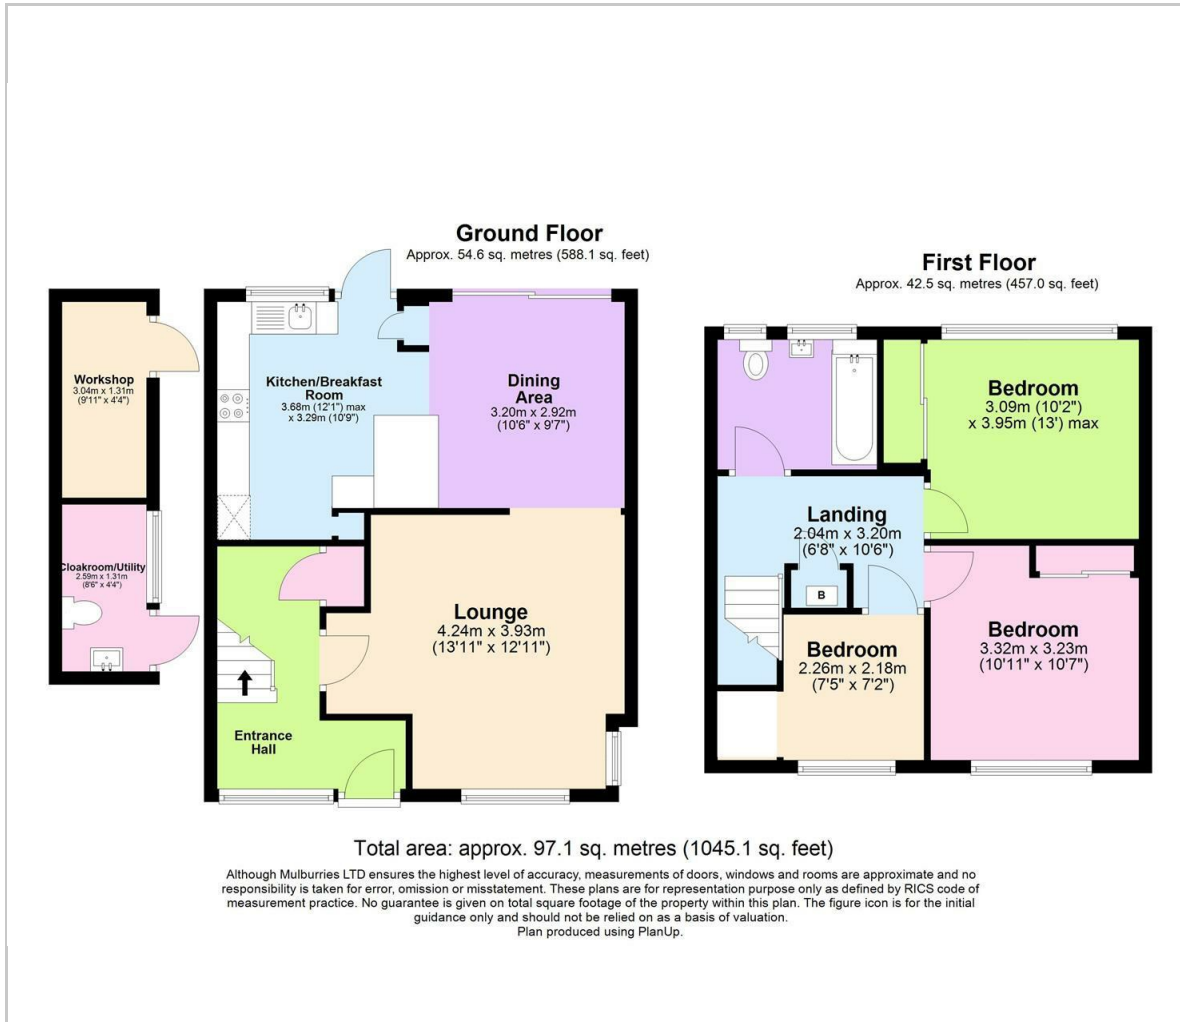 Ground Floor
Approx. 54.6 sq. metres (588.1 sq. feet)
First Floor
Approx. 42.5 sq. metres (457.0 sq. feet)
Workshop
3.04m x 1.31m
(9'11" x 4'4")
Cloakroom/Utility
2.59m x 1.31m
(8'6" x 4'4")
Kitchen/Breakfast
Room
3.68m (12'1") max
x 3.29m (10'9")
Dining
Area
3.20m x 2.92m
(10'6" x 9'7")
Lounge
4.24m x 3.93m
(13'11" x 12'11")
Entrance
Hall
Bedroom
3.09m (10'2")
x 3.95m (13') max
Landing
2.04m x 3.20m
(6'8" x 10'6")
B
Bedroom
2.26m x 2.18m
(7'5" x 7'2")
Bedroom
3.32m x 3.23m
(10'11" x 10'7")
Total area: approx. 97.1 sq. metres (1045.1 sq. feet)
Although Mulburries LTD ensures the highest level of accuracy, measurements of doors, windows and rooms are approximate and no
responsibility is taken for error, omission or misstatement. These plans are for representation purpose only as defined by RICS code of
measurement practice. No guarantee is given on total square footage of the property within this plan. The figure icon is for the initial
guidance only and should not be relied on as a basis of valuation.
Plan produced using PlanUp.